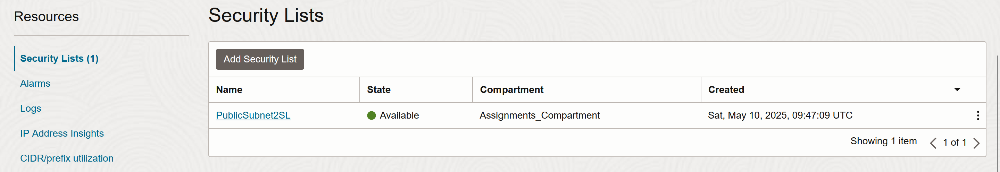 Resources
Security Lists (1)
Alarms
Logs
IP Address Insights
CIDR/prefix utilization
Security Lists
Add Security List
Name State Compartment Created
PublicSubnet2SL Available Assignments_Compartment Sat, May 10, 2025, 09:47:09 UTC
Showing 1 item 1 of 1